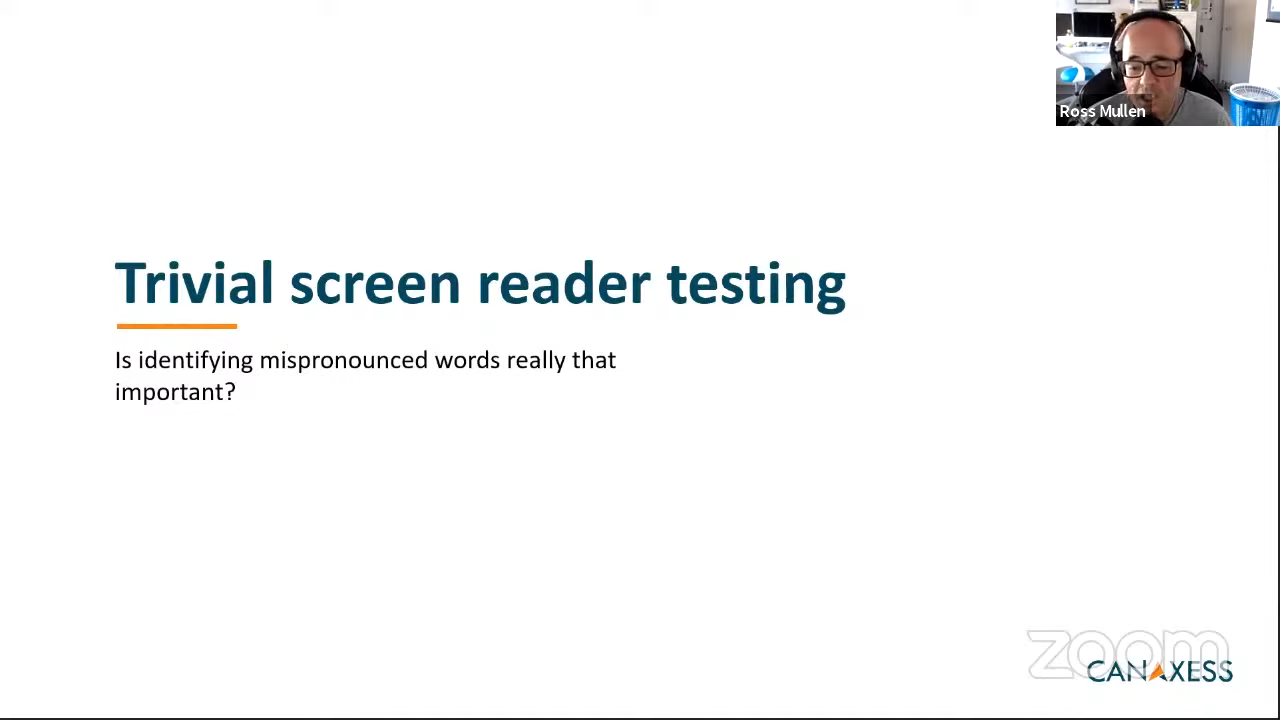 Ross Mullen
Trivial screen reader testing
Is identifying mispronounced words really that
important?
zoom
CANAXESS